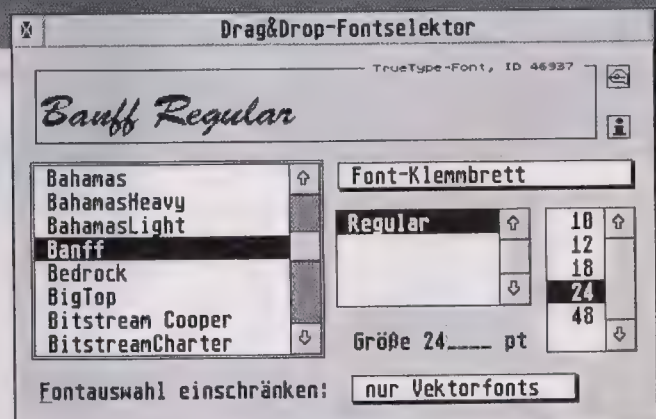 Drag&Drop-Fontselektor
TrueType-Font, ID 46937
Banff Regular
Bahamas
BahamasHeavy
BahamasLight
Banff
Bedrock
BigTop
Bitstream Cooper
BitstreamCharter
Font-Klemmbrett
Regular
10
12
18
24
48
Größe 24____ pt
Fontauswahl einschränken:
nur Vektorfonts